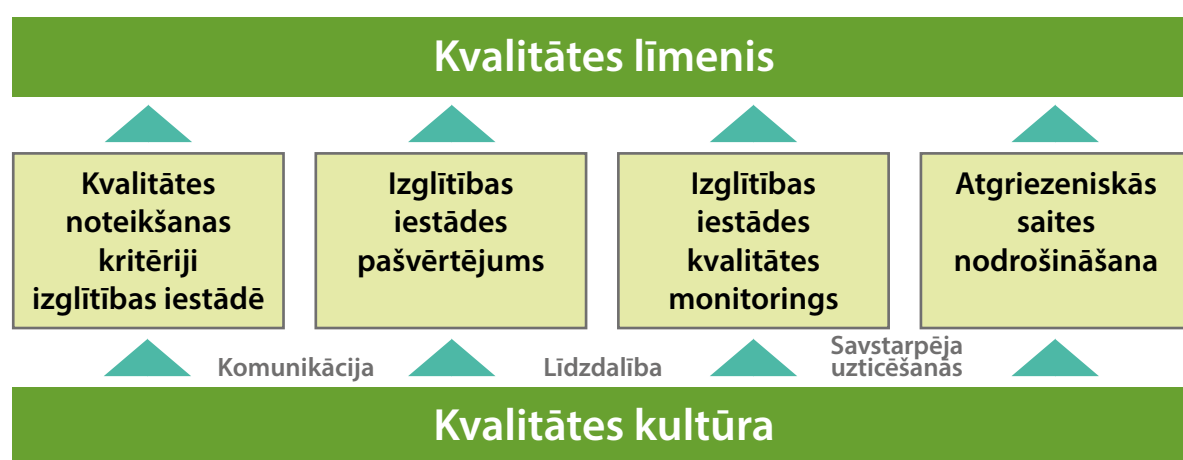 Kvalitātes līmenis
Kvalitātes
noteikšanas
kritēriji
izglītības iestādē
Izglītības
iestādes
pašvērtējums
Izglītības
iestādes
kvalitātes
monitorings
Atgriezeniskās
saites
nodrošināšana
Komunikācija
Līdzdalība
Savstarpēja
uzticēšanās
Kvalitātes kultūra